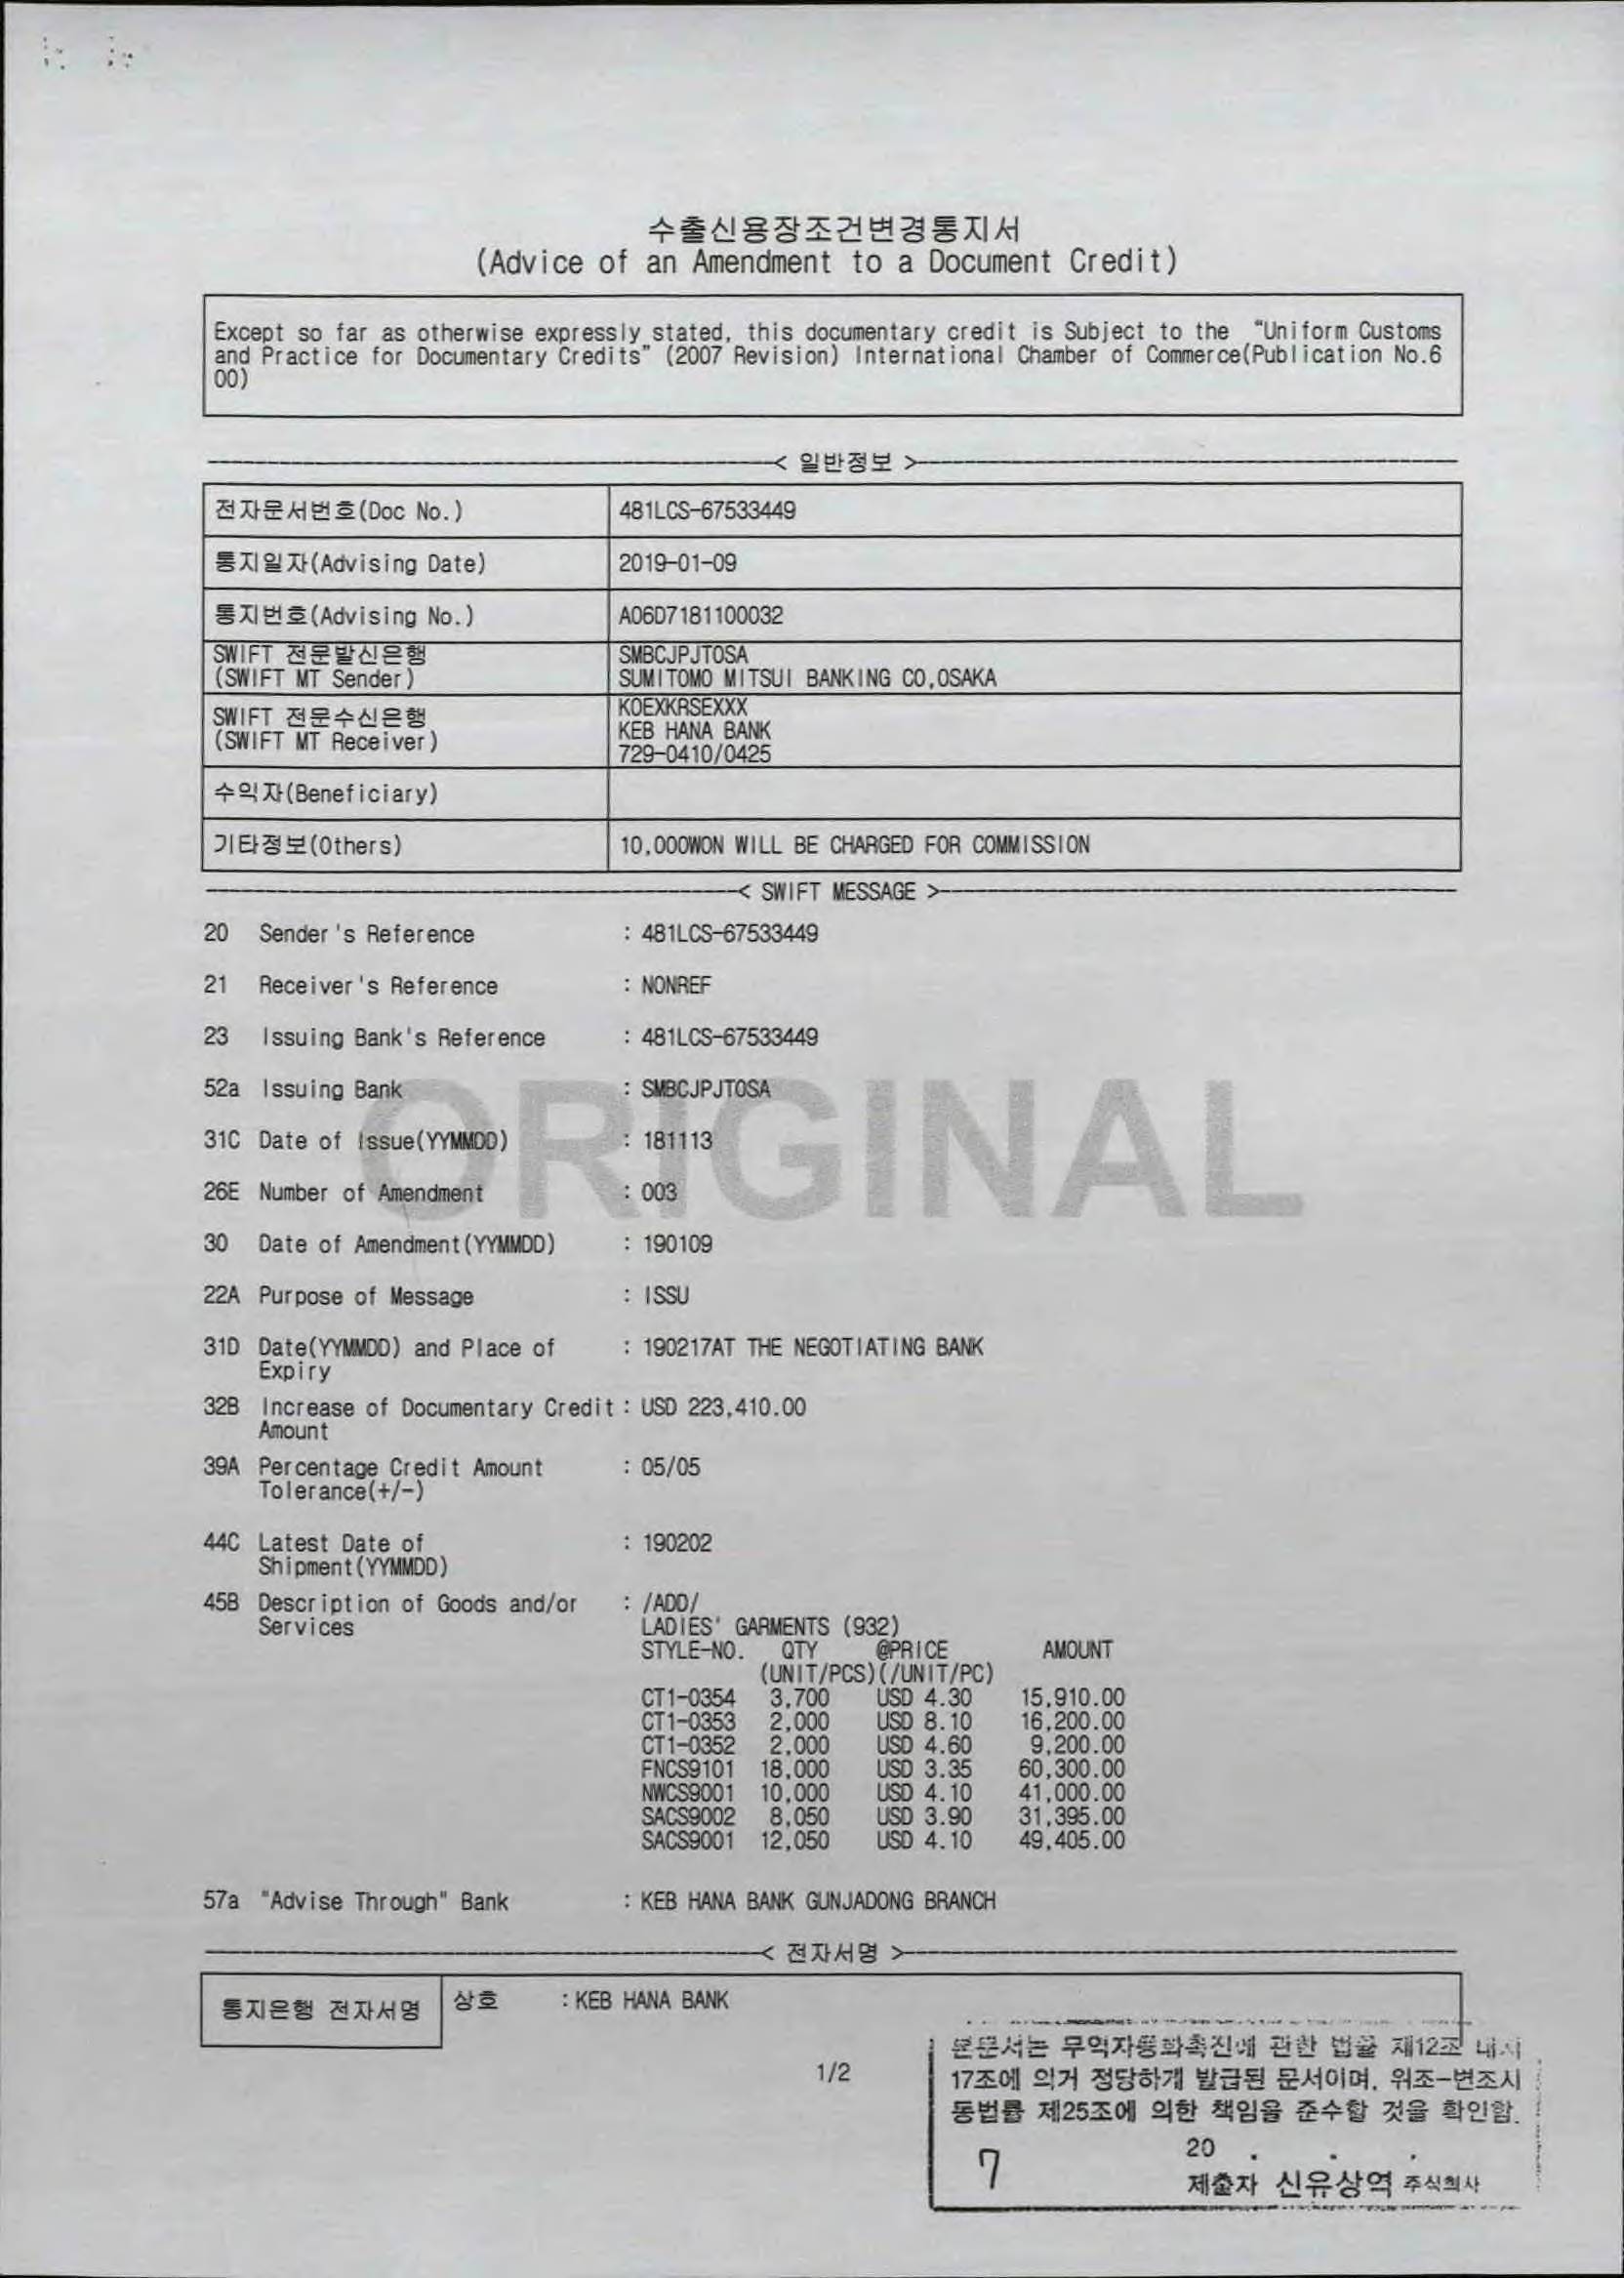 수출신용장조건변경통지서
(Advice of an Amendment to a Document Credit)
Except so far as otherwise expressly stated, this documentary credit is Subject to the "Uniform Customs
and Practice for Documentary Credits" (2007 Revision) International Chamber of Commerce(Publication No.6
00)
< 일반정보 >
전자문서번호(Doc No.) 481LCS-67533449
통지일자(Advising Date) 2019-01-09
통지번호(Advising No.) A06D7181100032
SWIFT 전문발신은행 SMBCJPJTOSA
(SWIFT MT Sender) SUMITOMO MITSUI BANKING CO,OSAKA
KOEXKRSEXXX
SWIFT 전문수신은행 KEB HANA BANK
(SWIFT MT Receiver) 729-0410/0425
수익자(Beneficiary)
기타정보(Others) 10,000WON WILL BE CHARGED FOR COMMISSION
< SWIFT MESSAGE >
20 Sender's Reference : 481LCS-67533449
21 Receiver's Reference : NONREF
23 Issuing Bank's Reference : 481LCS-67533449
52a Issuing Bank : SMBCJPJTOSA
ORIGINAL
31C Date of Issue(YYMMDD) : 181113
26E Number of Amendment : 003
30 Date of Amendment(YYMMDD) : 190109
22A Purpose of Message : ISSU
31D Date(YYMMDD) and Place of : 190217AT THE NEGOTIATING BANK
Expiry
32B Increase of Documentary Credit : USD 223,410.00
Amount
39A Percentage Credit Amount : 05/05
Tolerance(+/-)
44C Latest Date of : 190202
Shipment(YYMMDD)
45B Description of Goods and/or : /ADD/
Services LADIES' GARMENTS (932)
STYLE-NO. QTY @PRICE AMOUNT
(UNIT/PCS)(/UNIT/PC)
CT1-0354 3,700 USD 4.30 15,910.00
CT1-0353 2,000 USD 8.10 16,200.00
CT1-0352 2,000 USD 4.60 9,200.00
FNCS9101 18,000 USD 3.35 60,300.00
NWCS9001 10,000 USD 4.10 41,000.00
SACS9002 8,050 USD 3.90 31,395.00
SACS9001 12,050 USD 4.10 49,405.00
57a "Advise Through" Bank : KEB HANA BANK GUNJADONG BRANCH
< 전자서명 >
통지은행 전자서명 상호 : KEB HANA BANK
1/2
본문서는 무역자동화촉진에 관한 법률 제12조 내지
17조에 의거 정당하게 발급된 문서이며, 위조-변조시
동법률 제25조에 의한 책임을 준수할 것을 확인함.
7 20 . . .
제출자 신유상역 주식회사